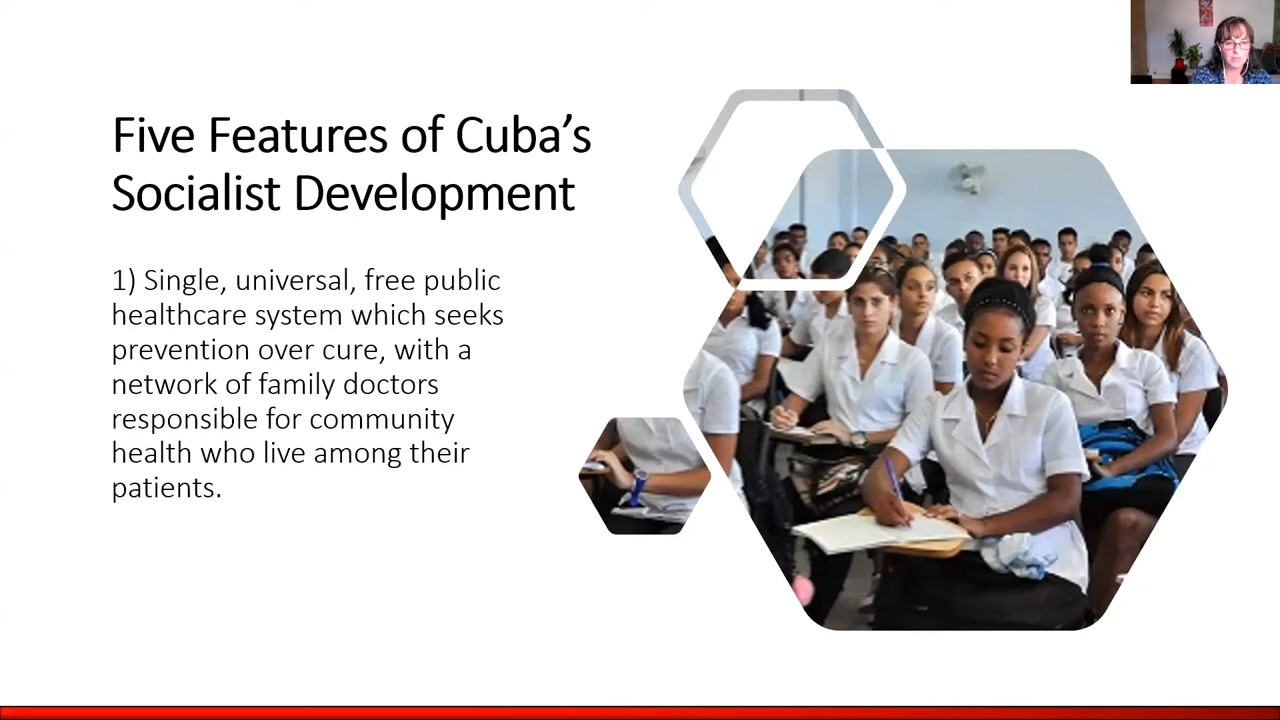 Five Features of Cuba’s
Socialist Development
1) Single, universal, free public
healthcare system which seeks
prevention over cure, with a
network of family doctors
responsible for community
health who live among their
patients.